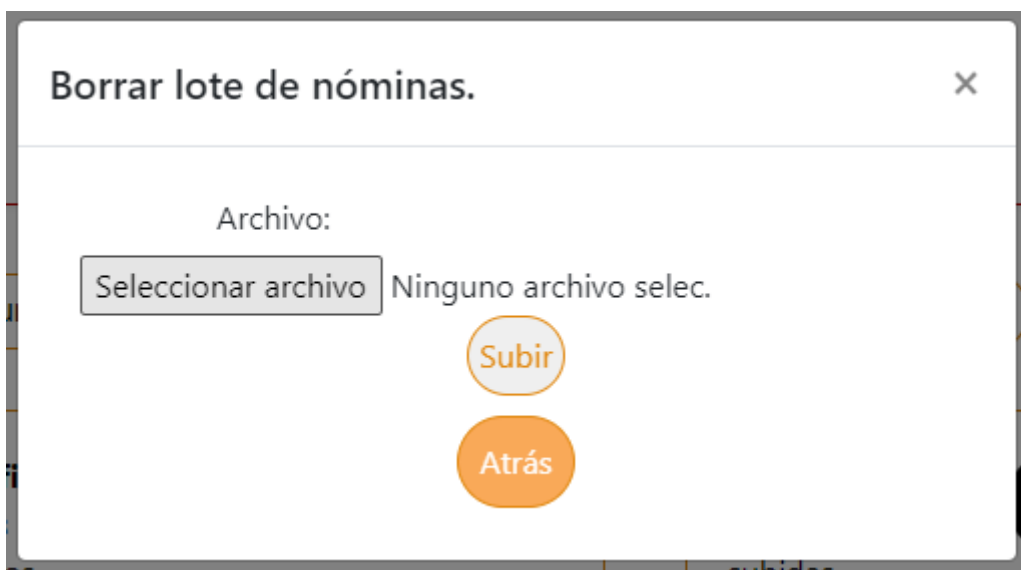 Borrar lote de nóminas.
×
Archivo:
Seleccionar archivo Ninguno archivo selec.
Subir
Atrás